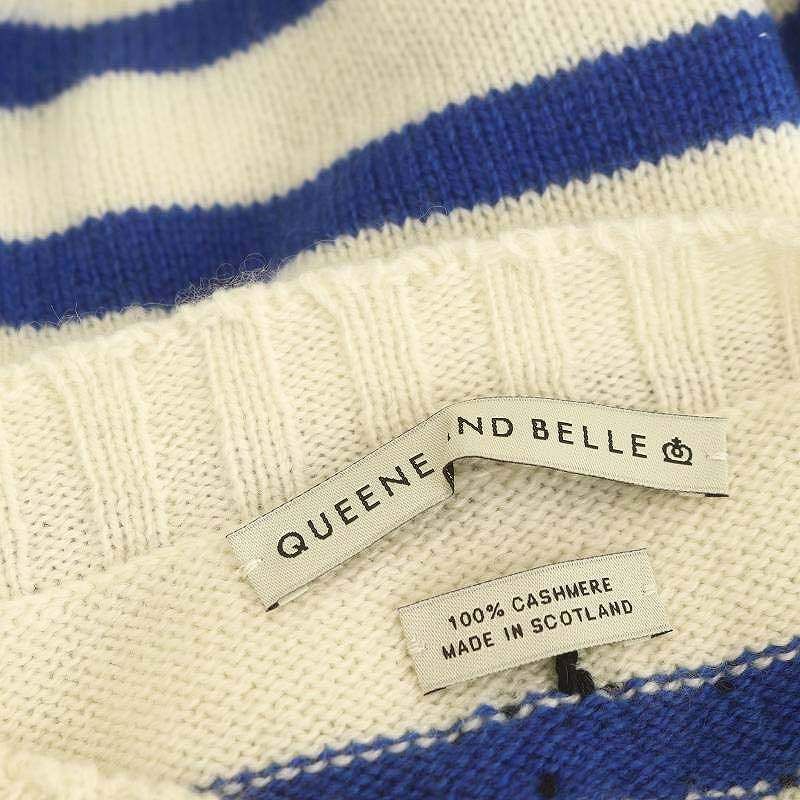 QUEENE ND BELLE
100% CASHMERE
MADE IN SCOTLAND